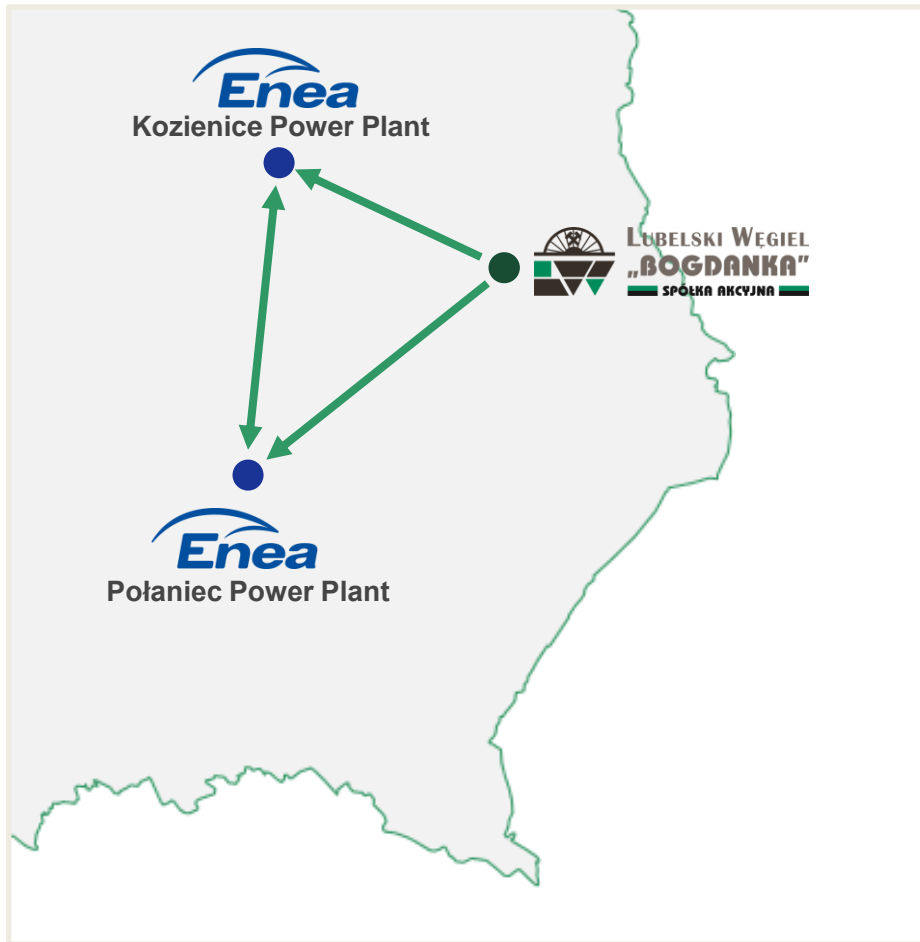 Enea
Kozienice Power Plant
LUBELSKI WĘGIEL
„BOGDANKA”
SPÓŁKA AKCYJNA
Enea
Połaniec Power Plant